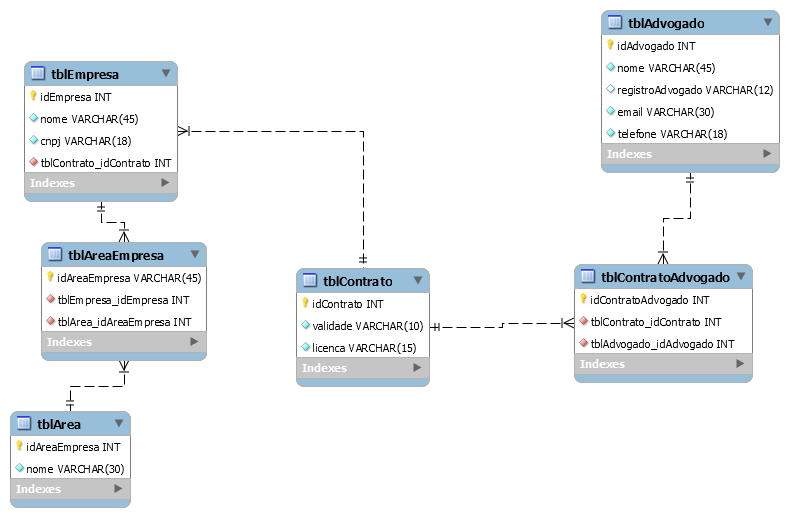 tblAdvogado
idAdvogado INT
nome VARCHAR(45)
registroAdvogado VARCHAR(12)
email VARCHAR(30)
telefone VARCHAR(18)
Indexes
tblEmpresa
idEmpresa INT
nome VARCHAR(45)
cnpj VARCHAR(18)
tblContrato_idContrato INT
Indexes
tblAreaEmpresa
idAreaEmpresa VARCHAR(45)
tblEmpresa_idEmpresa INT
tblArea_idAreaEmpresa INT
Indexes
tblContrato
idContrato INT
validade VARCHAR(10)
licenca VARCHAR(15)
Indexes
tblContratoAdvogado
idContratoAdvogado INT
tblContrato_idContrato INT
tblAdvogado_idAdvogado INT
Indexes
tblArea
idAreaEmpresa INT
nome VARCHAR(30)
Indexes